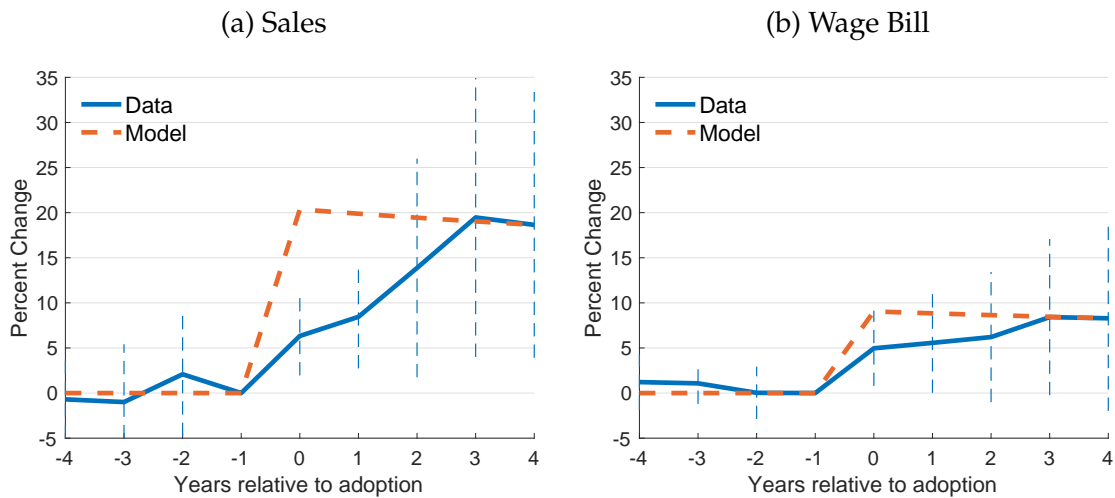 (a) Sales
35
30
25
20
15
10
5
0
-5
Percent Change
Data
Model
-4 -3 -2 -1 0 1 2 3 4
Years relative to adoption
(b) Wage Bill
35
30
25
20
15
10
5
0
-5
Percent Change
Data
Model
-4 -3 -2 -1 0 1 2 3 4
Years relative to adoption